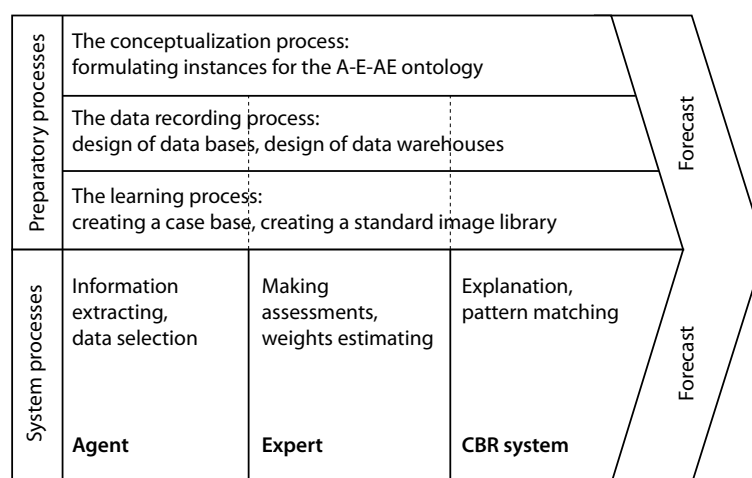 Preparatory processes
The conceptualization process:
formulating instances for the A-E-AE ontology
The data recording process:
design of data bases, design of data warehouses
The learning process:
creating a case base, creating a standard image library
Forecast
System processes
Information
extracting,
data selection
Agent
Making
assessments,
weights estimating
Expert
Explanation,
pattern matching
CBR system
Forecast